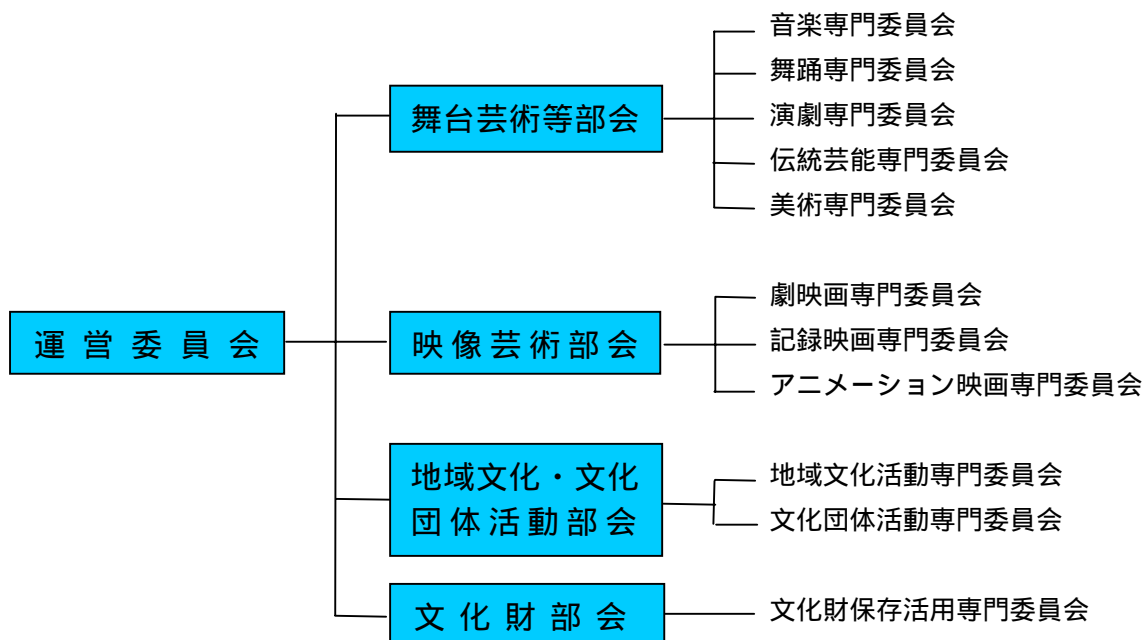 運営委員会
舞台芸術等部会
音楽専門委員会
舞踊専門委員会
演劇専門委員会
伝統芸能専門委員会
美術専門委員会
映像芸術部会
劇映画専門委員会
記録映画専門委員会
アニメーション映画専門委員会
地域文化・文化
団体活動部会
地域文化活動専門委員会
文化団体活動専門委員会
文化財部会
文化財保存活用専門委員会